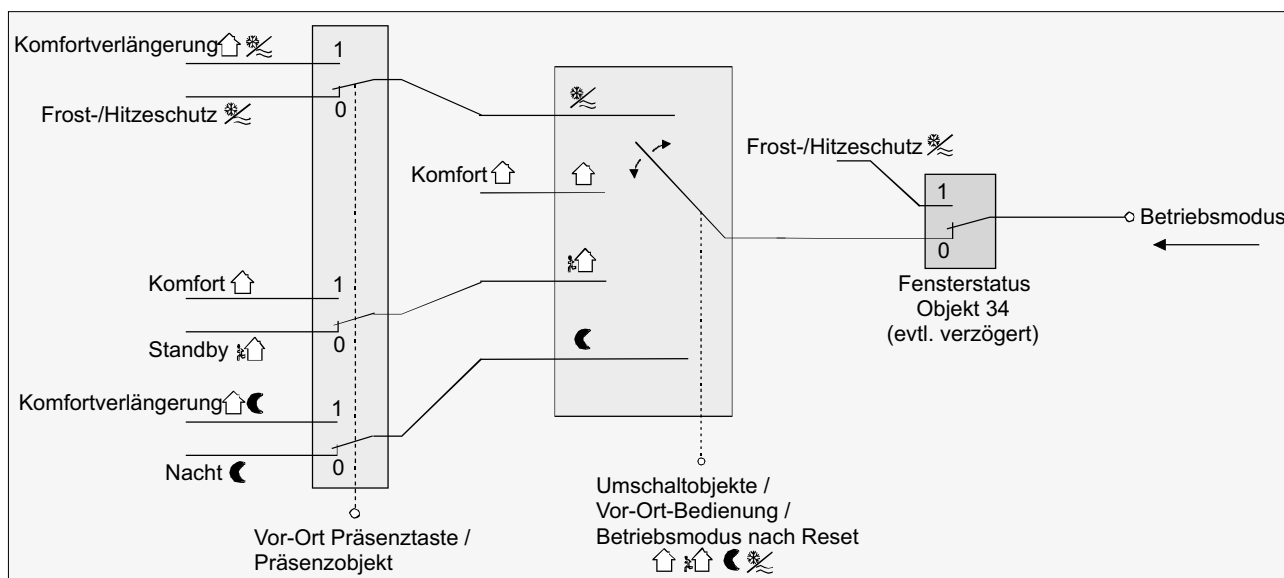 Komfortverlängerung
1
0
Frost-/Hitzeschutz
Komfort
1
0
Standby
Komfortverlängerung
1
0
Nacht
Vor-Ort Präsenztaste /
Präsenzobjekt
Komfort
Umschaltobjekte /
Vor-Ort-Bedienung /
Betriebsmodus nach Reset
Frost-/Hitzeschutz
1
0
Fensterstatus
Objekt 34
(evtl. verzögert)
Betriebsmodus